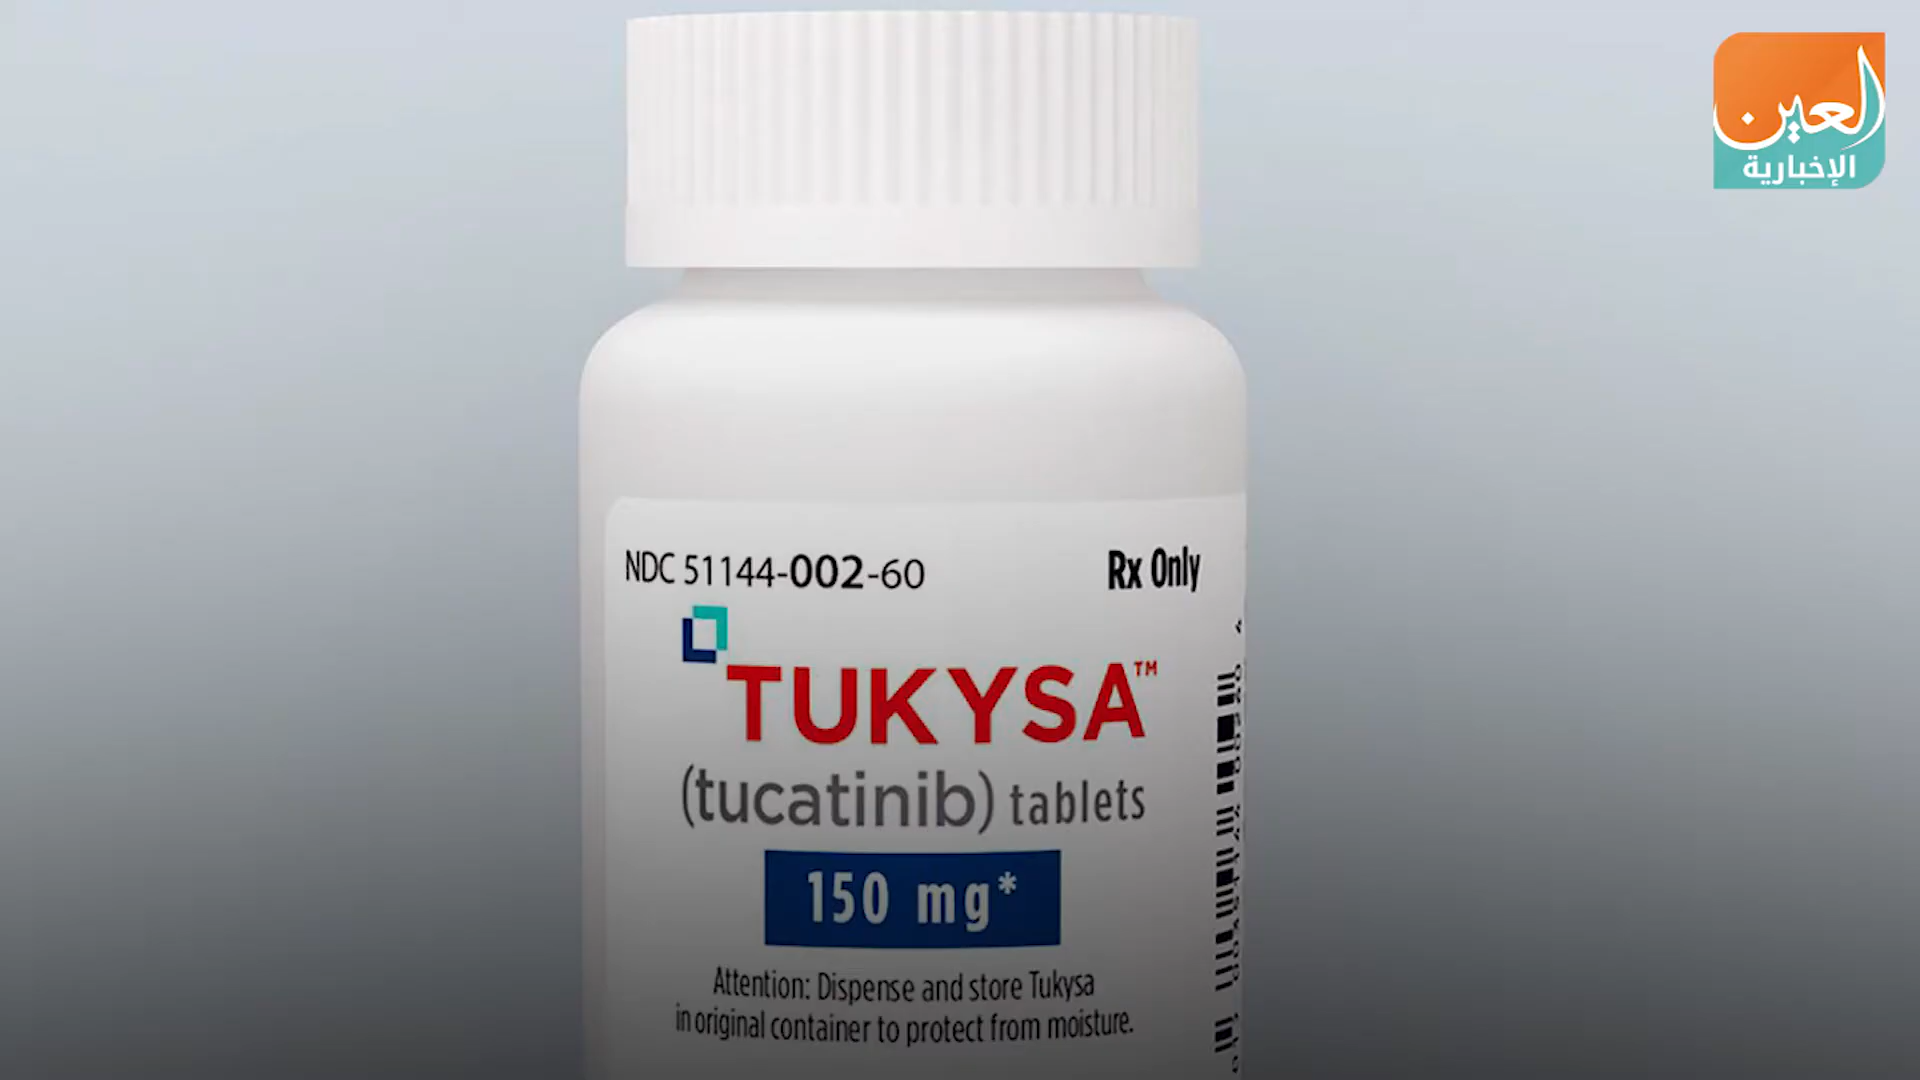 العين
الإخبارية
NDC 51144-002-60
Rx Only
TUKYSA™
(tucatinib) tablets
150 mg*
Attention: Dispense and store Tukysa
in original container to protect from moisture.